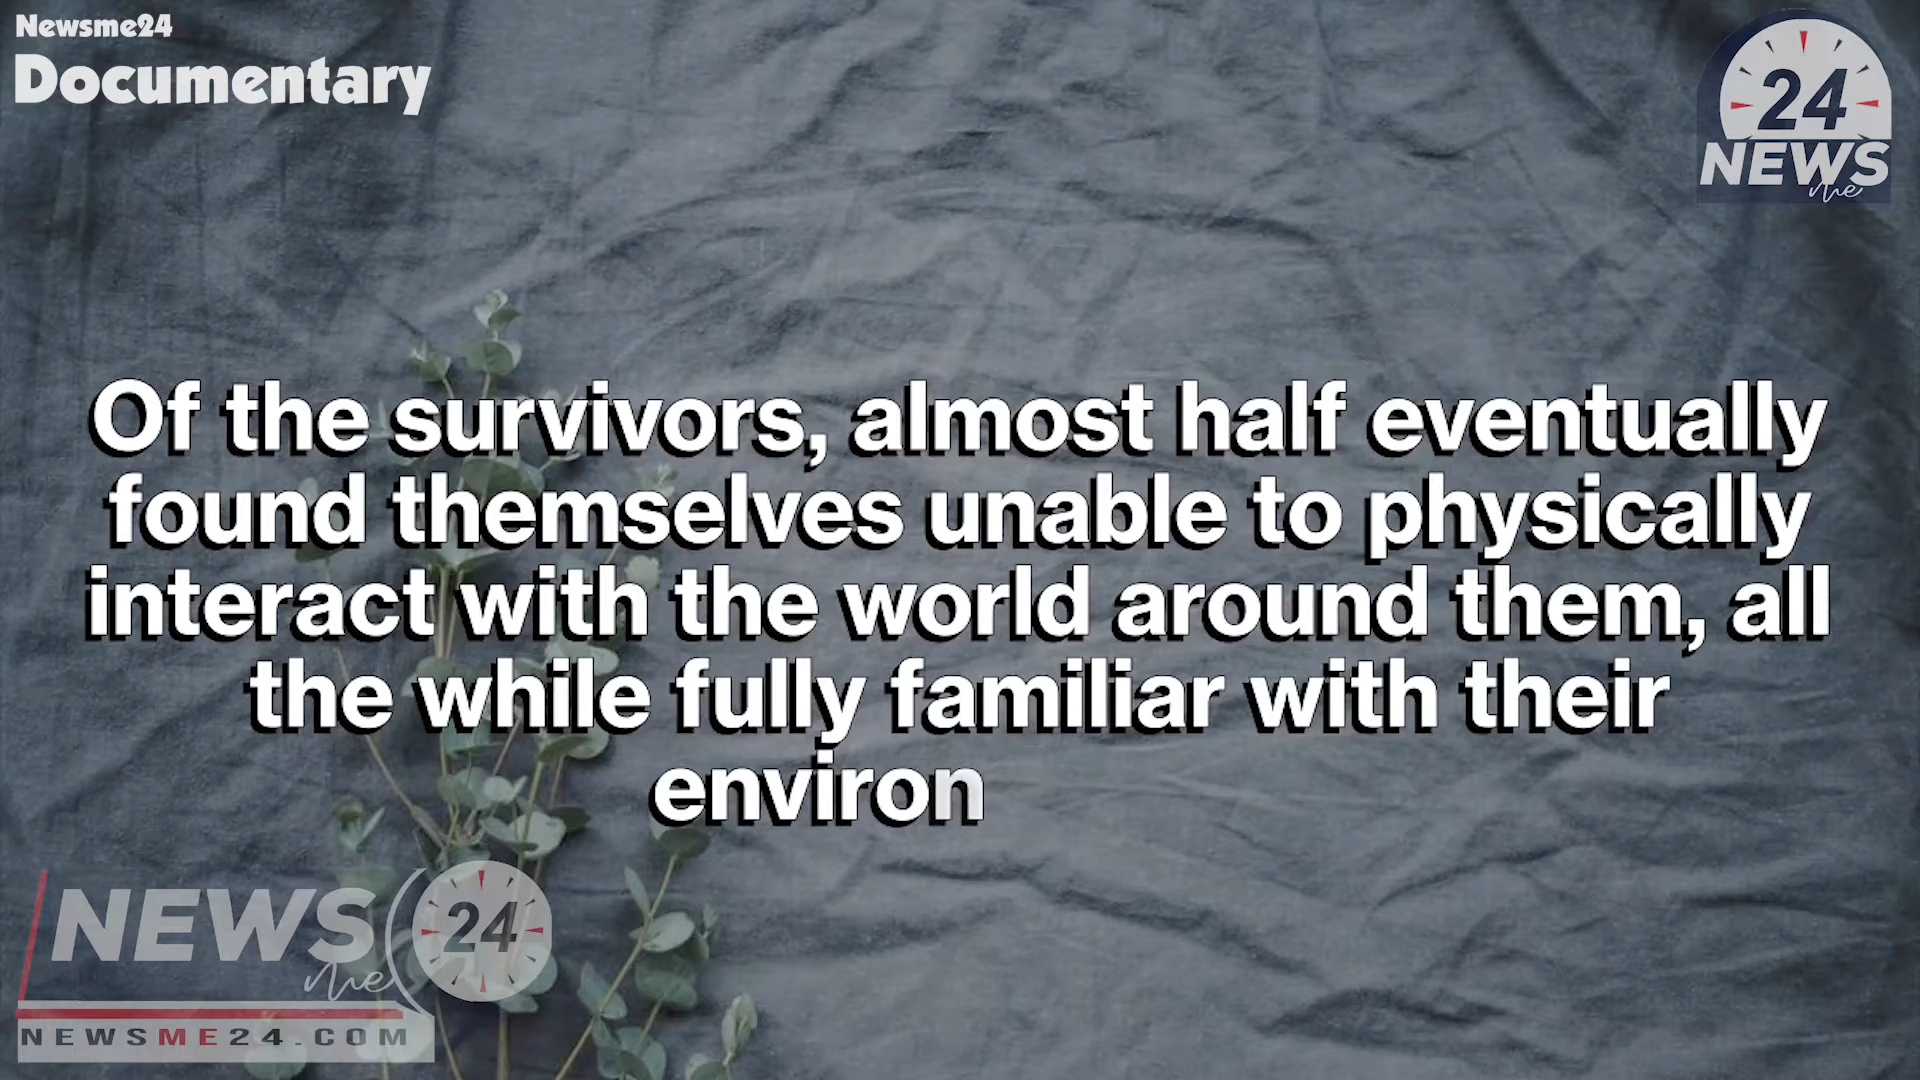 Newsme24
Documentary
24
NEWS
me
Of the survivors, almost half eventually
found themselves unable to physically
interact with the world around them, all
the while fully familiar with their
environ
NEWS 24
me
NEWSME24.COM